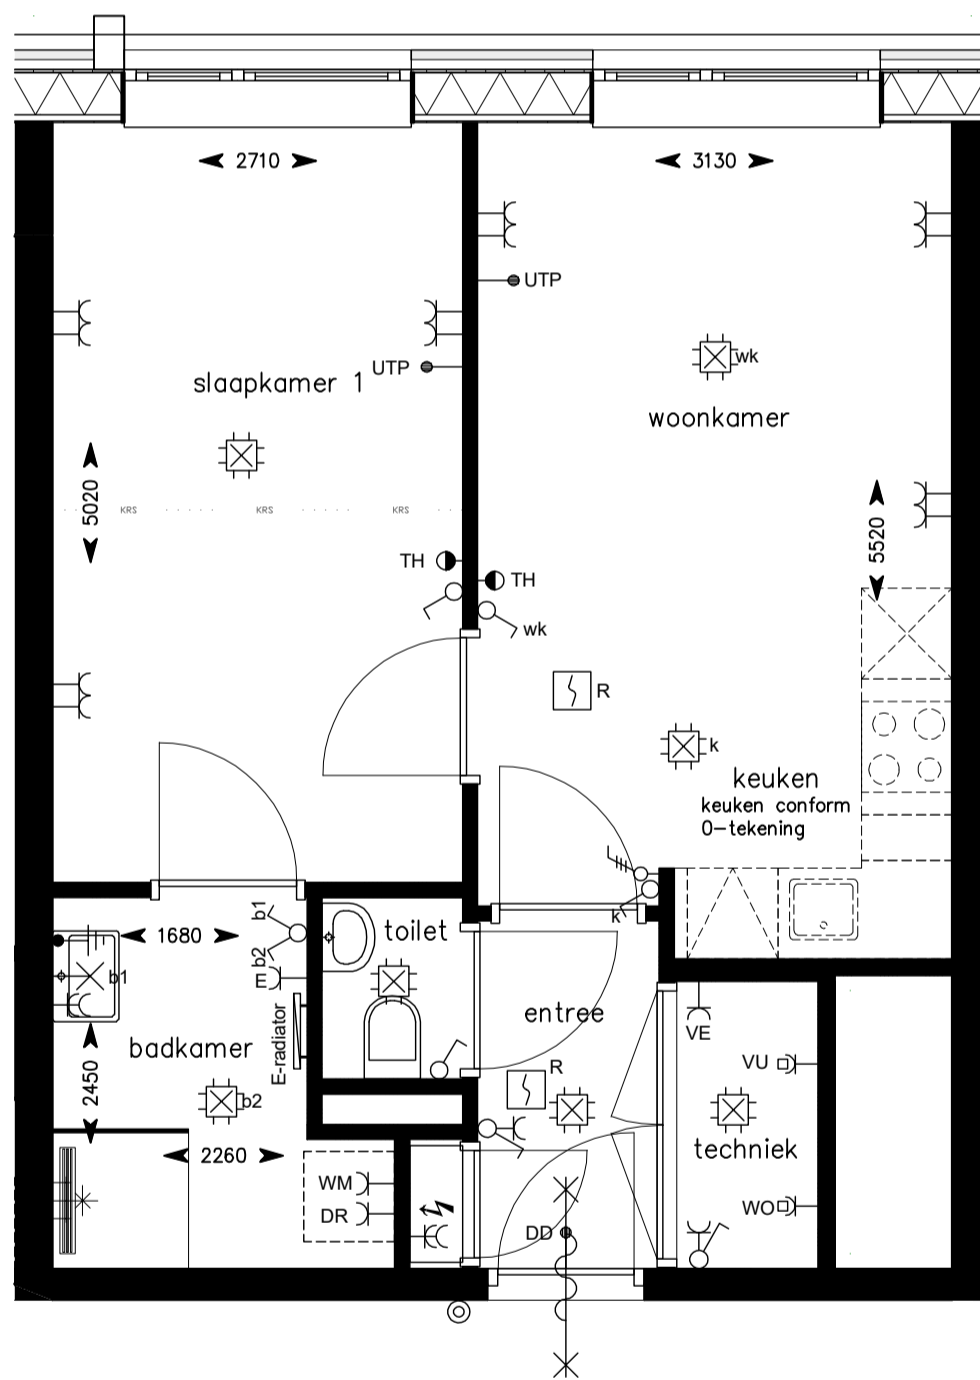 2710
3130
UTP
wk
UTP
slaapkamer 1
woonkamer
5020
KRS
KRS
KRS
5520
TH
TH
wk
R
k
keuken
keuken conform
0-tekening
k
b1
toilet
1680
b2
b1
E
entree
VE
E-radiator
badkamer
VU
2450
R
b2
techniek
2260
WM
DR
WO
DD